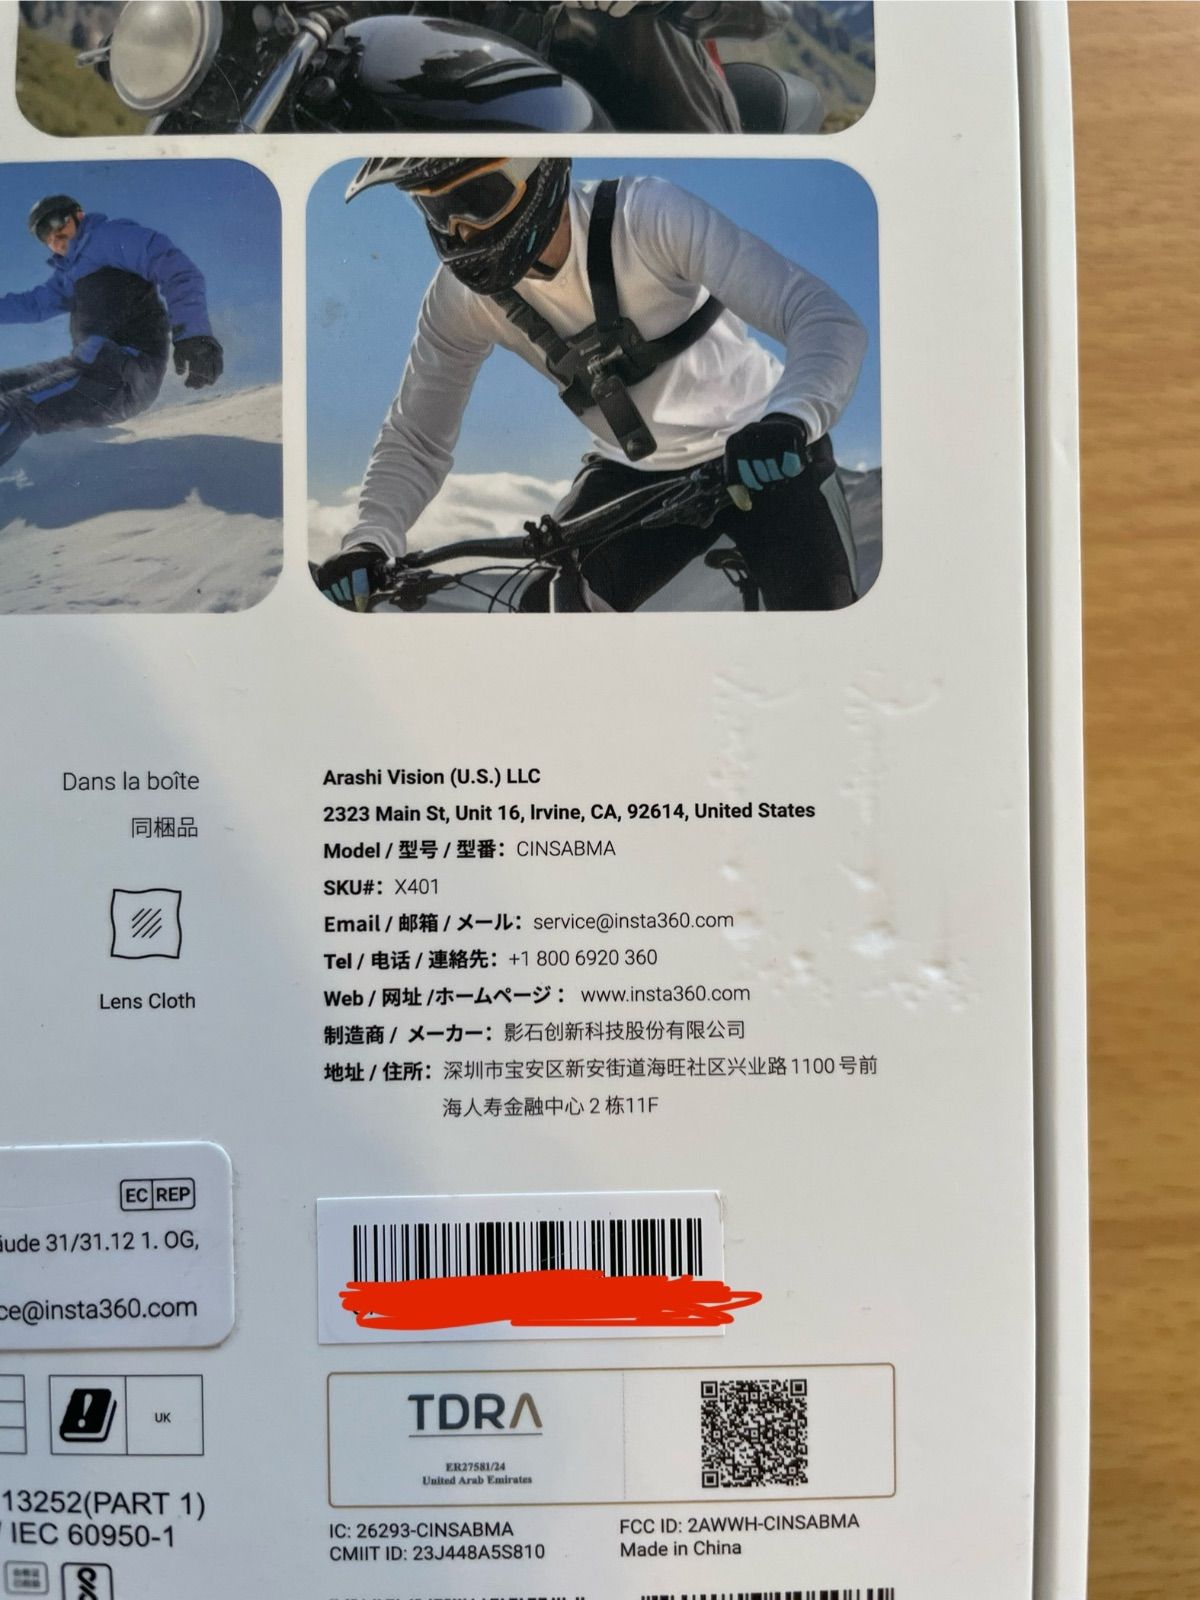 Dans la boîte
同梱品
Lens Cloth
Arashi Vision (U.S.) LLC
2323 Main St, Unit 16, Irvine, CA, 92614, United States
Model / 型号 / 型番： CINSABMA
SKU#： X401
Email / 邮箱 / メール： service@insta360.com
Tel / 电话 / 連絡先： +1 800 6920 360
Web / 网址 /ホームページ： www.insta360.com
制造商 / メーカー： 影石创新科技股份有限公司
地址 / 住所： 深圳市宝安区新安街道海旺社区兴业路1100号前
海人寿金融中心2栋11F
EC REP
äude 31/31.12 1. OG,
ce@insta360.com
UK
13252(PART 1)
/ IEC 60950-1
TDRA
ER27581/24
United Arab Emirates
IC: 26293-CINSABMA
CMIIT ID: 23J448A5S810
FCC ID: 2AWWH-CINSABMA
Made in China